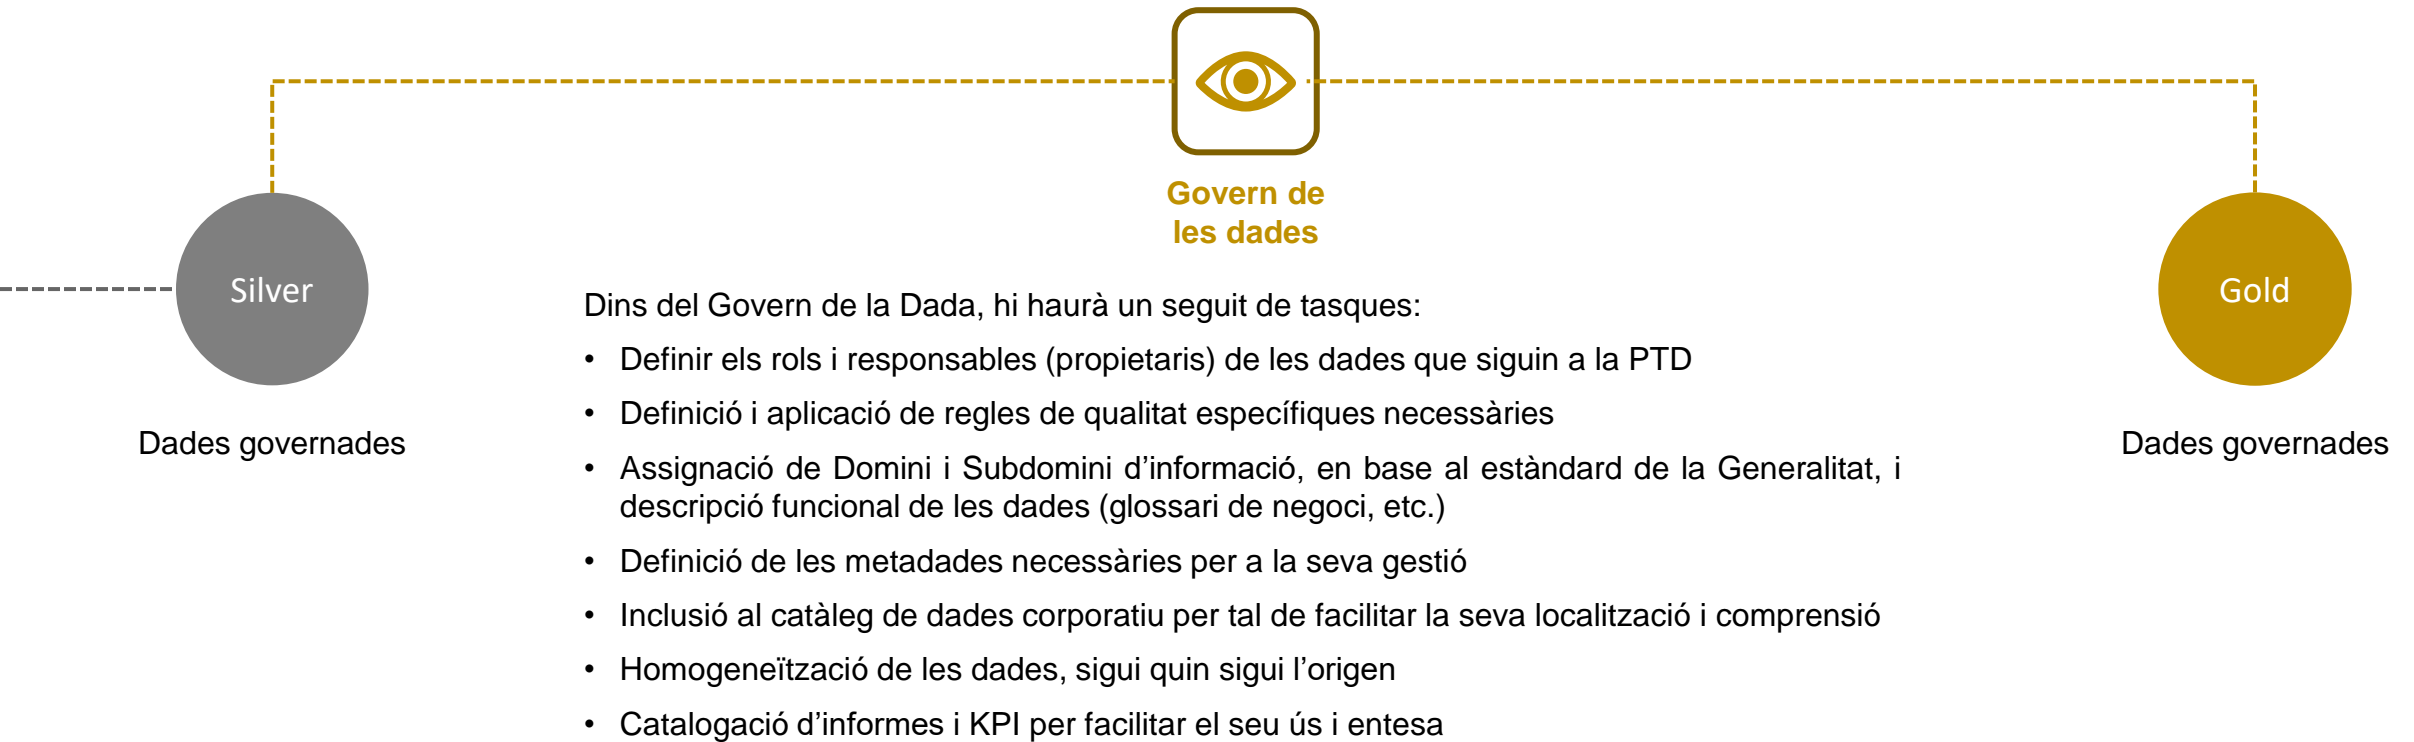 Govern de
les dades
Silver
Gold
Dades governades
Dades governades
Dins del Govern de la Dada, hi haurà un seguit de tasques:
• Definir els rols i responsables (propietaris) de les dades que siguin a la PTD
• Definició i aplicació de regles de qualitat específiques necessàries
• Assignació de Domini i Subdomini d’informació, en base al estàndard de la Generalitat, i
descripció funcional de les dades (glossari de negoci, etc.)
• Definició de les metadades necessàries per a la seva gestió
• Inclusió al catàleg de dades corporatiu per tal de facilitar la seva localització i comprensió
• Homogeneïtzació de les dades, sigui quin sigui l’origen
• Catalogació d’informes i KPI per facilitar el seu ús i entesa